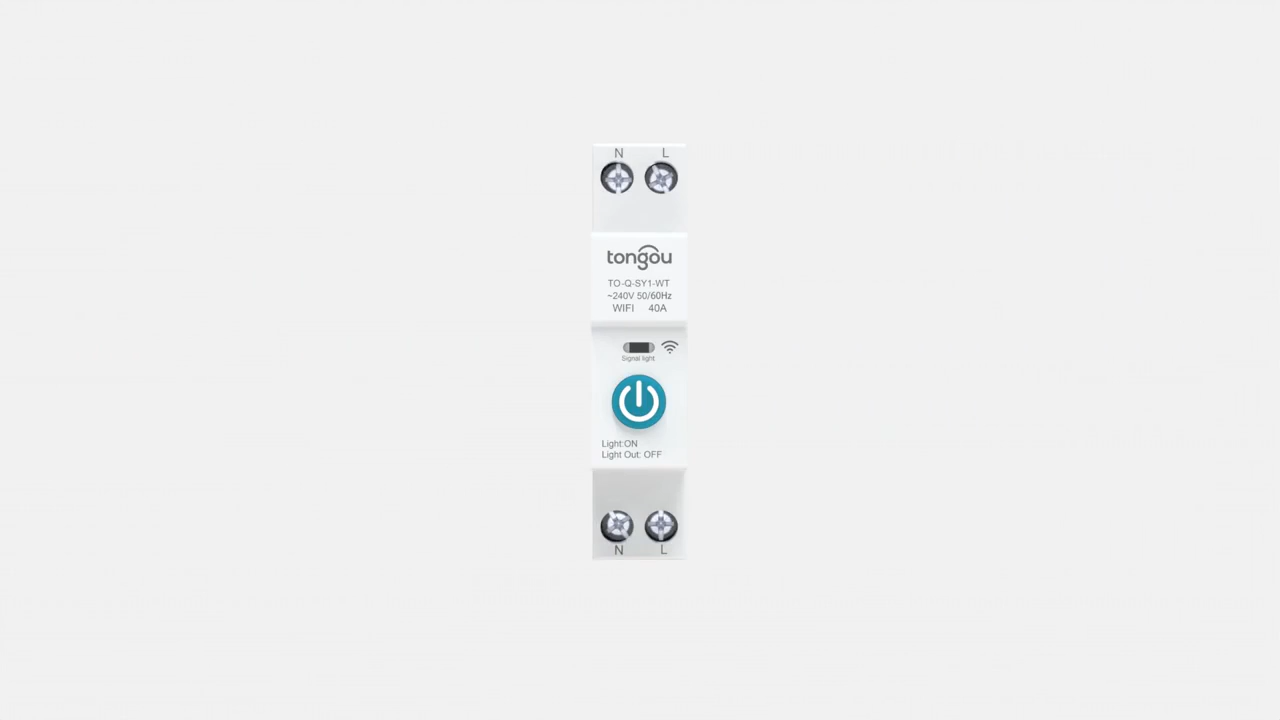 N L
tongou
TO-Q-SY1-WT
~240V 50/60Hz
WIFI 40A
Signal light
Light:ON
Light Out: OFF
N L